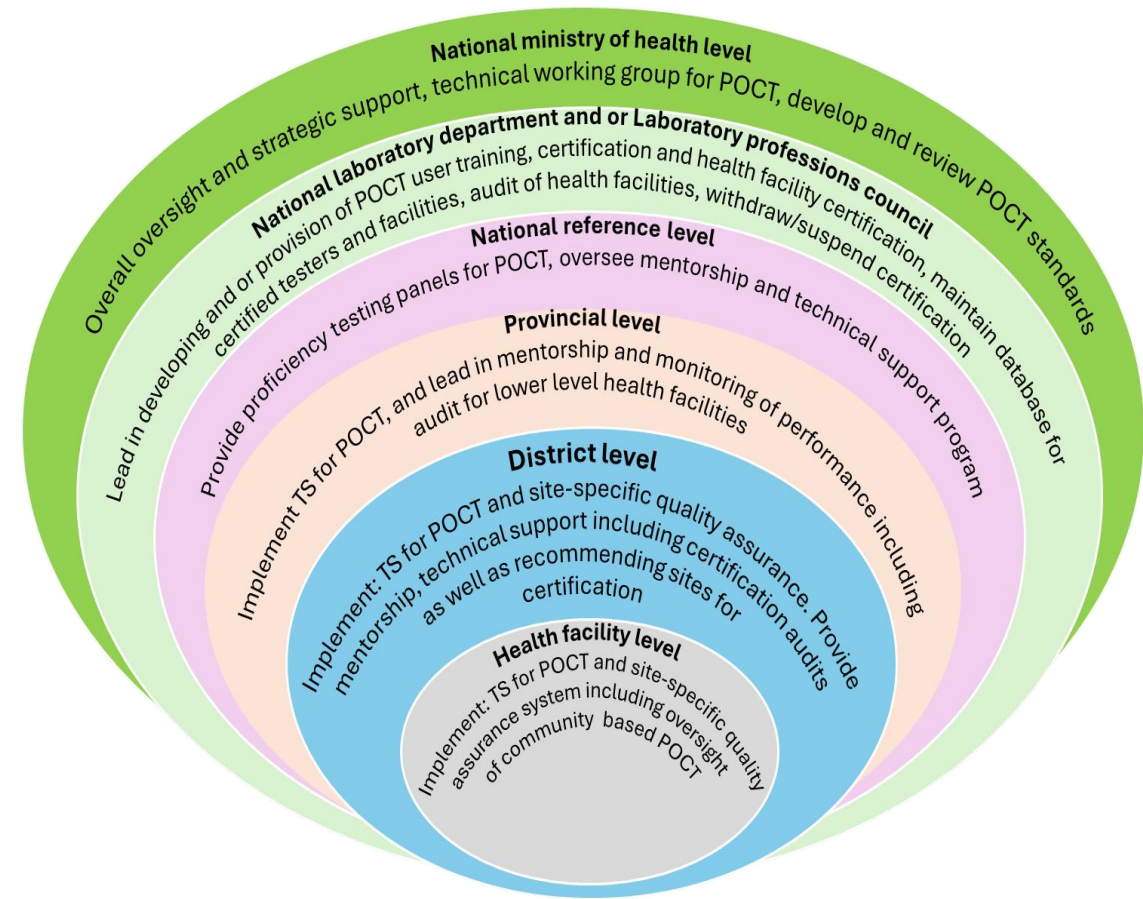 National ministry of health level
Overall oversight and strategic support, technical working group for POCT, develop and review POCT standards
National laboratory department and or Laboratory professions council
Lead in developing and or provision of POCT user training, certification and health facility certification, maintain database for
certified testers and facilities, audit of health facilities, withdraw/suspend certification
National reference level
Provide proficiency testing panels for POCT, oversee mentorship and technical support program
Provincial level
Implement TS for POCT, and lead in mentorship and monitoring of performance including
audit for lower level health facilities
District level
Implement: TS for POCT and site-specific quality assurance. Provide
mentorship, technical support including certification audits
as well as recommending sites for
certification
Health facility level
Implement: TS for POCT and site-specific quality
assurance system including oversight
of community based POCT